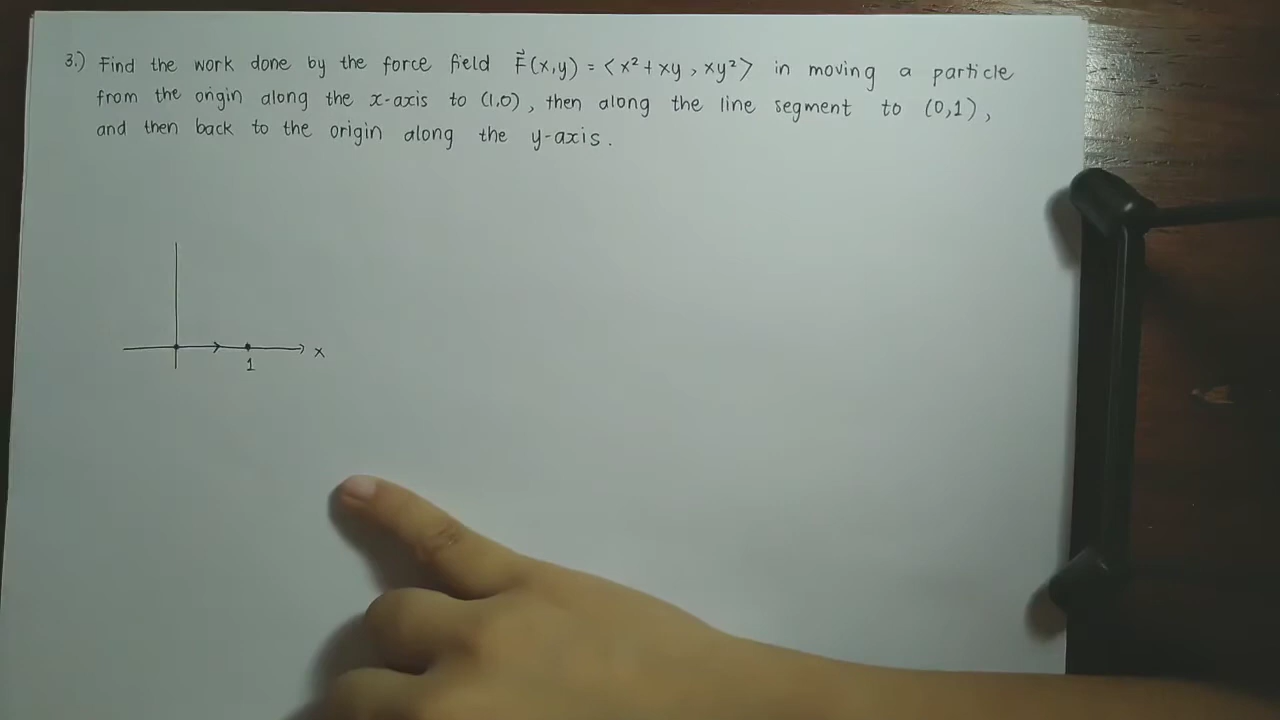 3.) Find the work done by the force field F⃗(x,y) = ⟨x² + xy , xy²⟩ in moving a particle
from the origin along the x-axis to (1,0), then along the line segment to (0,1),
and then back to the origin along the y-axis.
x
1